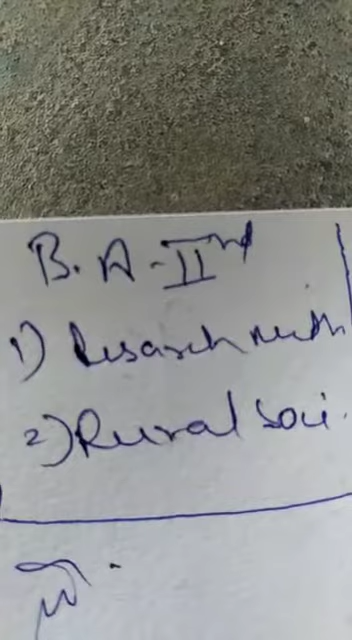 B.A-IInd
1) Research meth
2) Rural Soci.